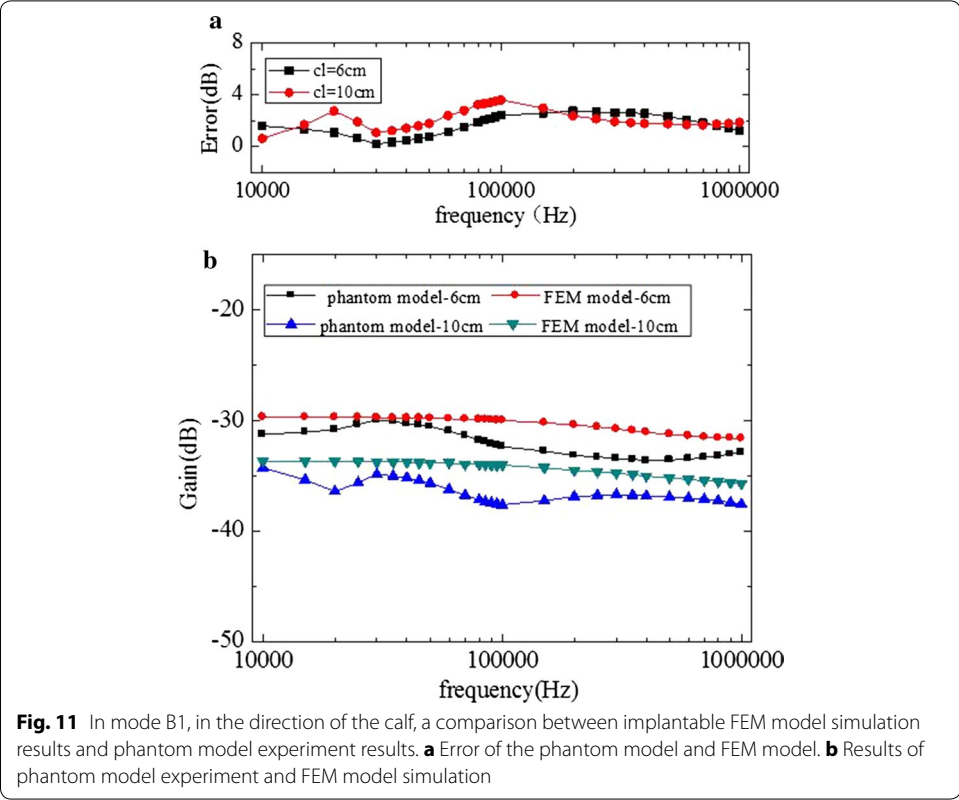 a
8
4
0
Error(dB)
cl=6cm
cl=10cm
10000 100000 1000000
frequency（Hz)
b
-20
-30
-40
-50
Gain(dB)
phantom model-6cm FEM model-6cm
phantom model-10cm FEM model-10cm
10000 100000 1000000
frequency(Hz)
Fig. 11 In mode B1, in the direction of the calf, a comparison between implantable FEM model simulation
results and phantom model experiment results. a Error of the phantom model and FEM model. b Results of
phantom model experiment and FEM model simulation